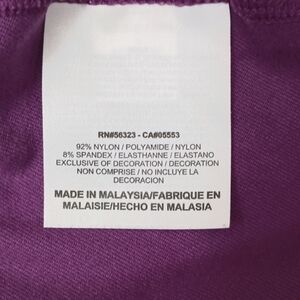 RN#56323 - CA#05553
92% NYLON / POLYAMIDE / NYLON
8% SPANDEX / ELASTHANNE / ELASTANO
EXCLUSIVE OF DECORATION / DECORATION
NON COMPRISE / NO INCLUYE LA
DECORACION
MADE IN MALAYSIA/FABRIQUE EN
MALAISIE/HECHO EN MALASIA